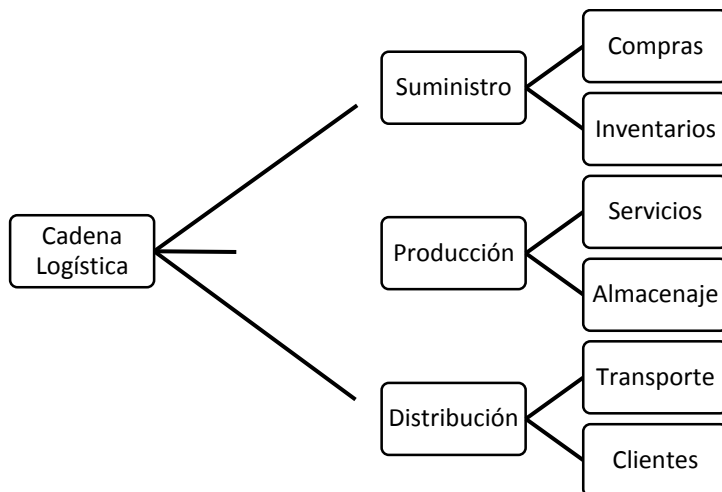 Cadena
Logística
Suministro
Compras
Inventarios
Producción
Servicios
Almacenaje
Distribución
Transporte
Clientes